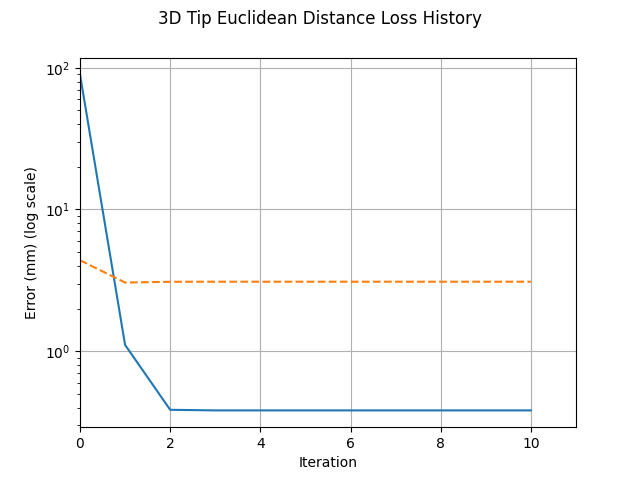 3D Tip Euclidean Distance Loss History
10²
10¹
10⁰
Error (mm) (log scale)
0 2 4 6 8 10
Iteration